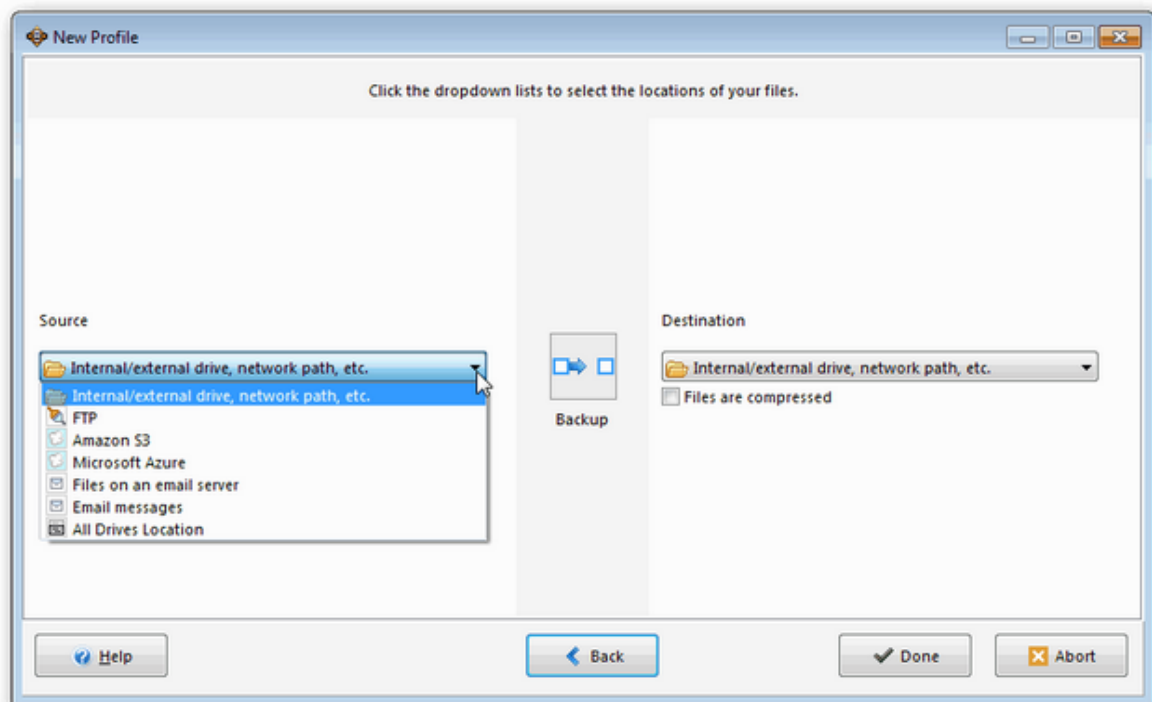 New Profile
Click the dropdown lists to select the locations of your files.
Source
Internal/external drive, network path, etc.
Internal/external drive, network path, etc.
FTP
Amazon S3
Microsoft Azure
Files on an email server
Email messages
All Drives Location
Backup
Destination
Internal/external drive, network path, etc.
Files are compressed
Help
Back
Done
Abort